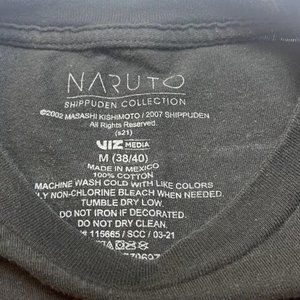 NARUTO
SHIPPUDEN COLLECTION
©2002 MASASHI KISHIMOTO / 2007 SHIPPUDEN
All Rights Reserved.
(s21)
VIZ MEDIA
M (38/40)
MADE IN MEXICO
100% COTTON
MACHINE WASH COLD WITH LIKE COLORS
LY NON-CHLORINE BLEACH WHEN NEEDED.
TUMBLE DRY LOW.
DO NOT IRON IF DECORATED.
DO NOT DRY CLEAN.
# 115665 / SCC / 03-21